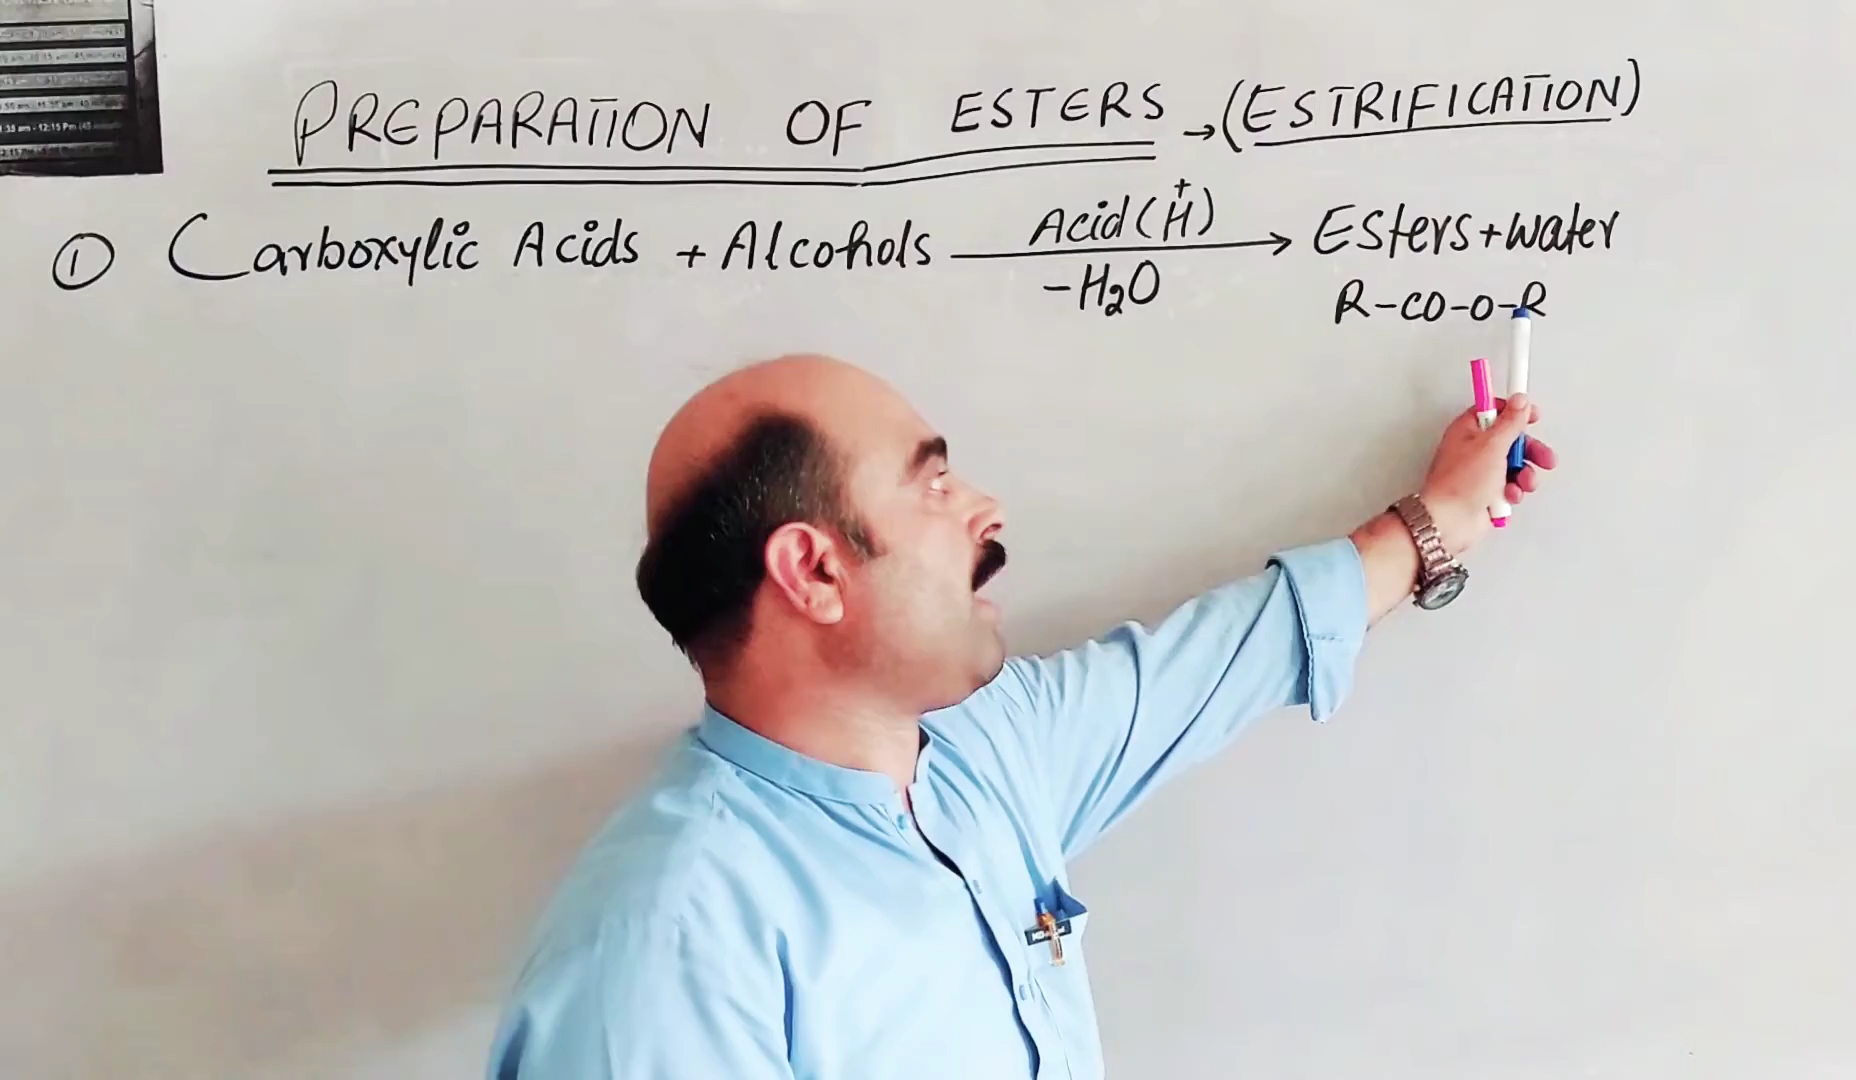 PREPARATION OF ESTERS → (ESTRIFICATION)
① Carboxylic Acids + Alcohols Acid (H⁺) → Esters + water
-H₂O
R-CO-O-R